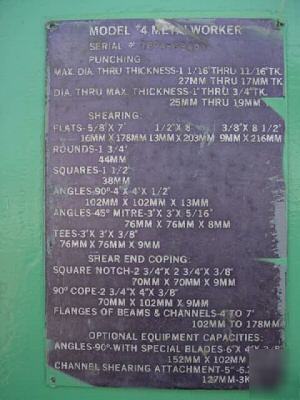 MODEL #4 METALWORKER
SERIAL #
PUNCHING
MAX. DIA. THRU THICKNESS-1 1/16" THRU 11/16" TK.
27MM THRU 17MM TK.
DIA. THRU MAX. THICKNESS-1" THRU 3/4" TK.
25MM THRU 19MM
SHEARING:
FLATS-5/8"X 7" 1/2"X 8" 3/8"X 8 1/2"
16MM X 178MM 13MM X 203MM 9MM X 216MM
ROUNDS-1 3/4"
44MM
SQUARES-1 1/2"
38MM
ANGLES-90°-4"X 4"X 1/2"
102MM X 102MM X 13MM
ANGLES-45° MITRE-3"X 3"X 5/16"
76MM X 76MM X 8MM
TEES-3"X 3"X 3/8"
76MM X 76MM X 9MM
SHEAR END COPING:
SQUARE NOTCH-2 3/4"X 2 3/4"X 3/8"
70MM X 70MM X 9MM
90° COPE-2 3/4"X 4"X 3/8"
70MM X 102MM X 9MM
FLANGES OF BEAMS & CHANNELS-4" TO 7"
102MM TO 178MM
OPTIONAL EQUIPMENT CAPACITIES:
ANGLES-90°-WITH SPECIAL BLADES-6"X 4"X 3/8"
152MM X 102MM
CHANNEL SHEARING ATTACHMENT-5"
127MM